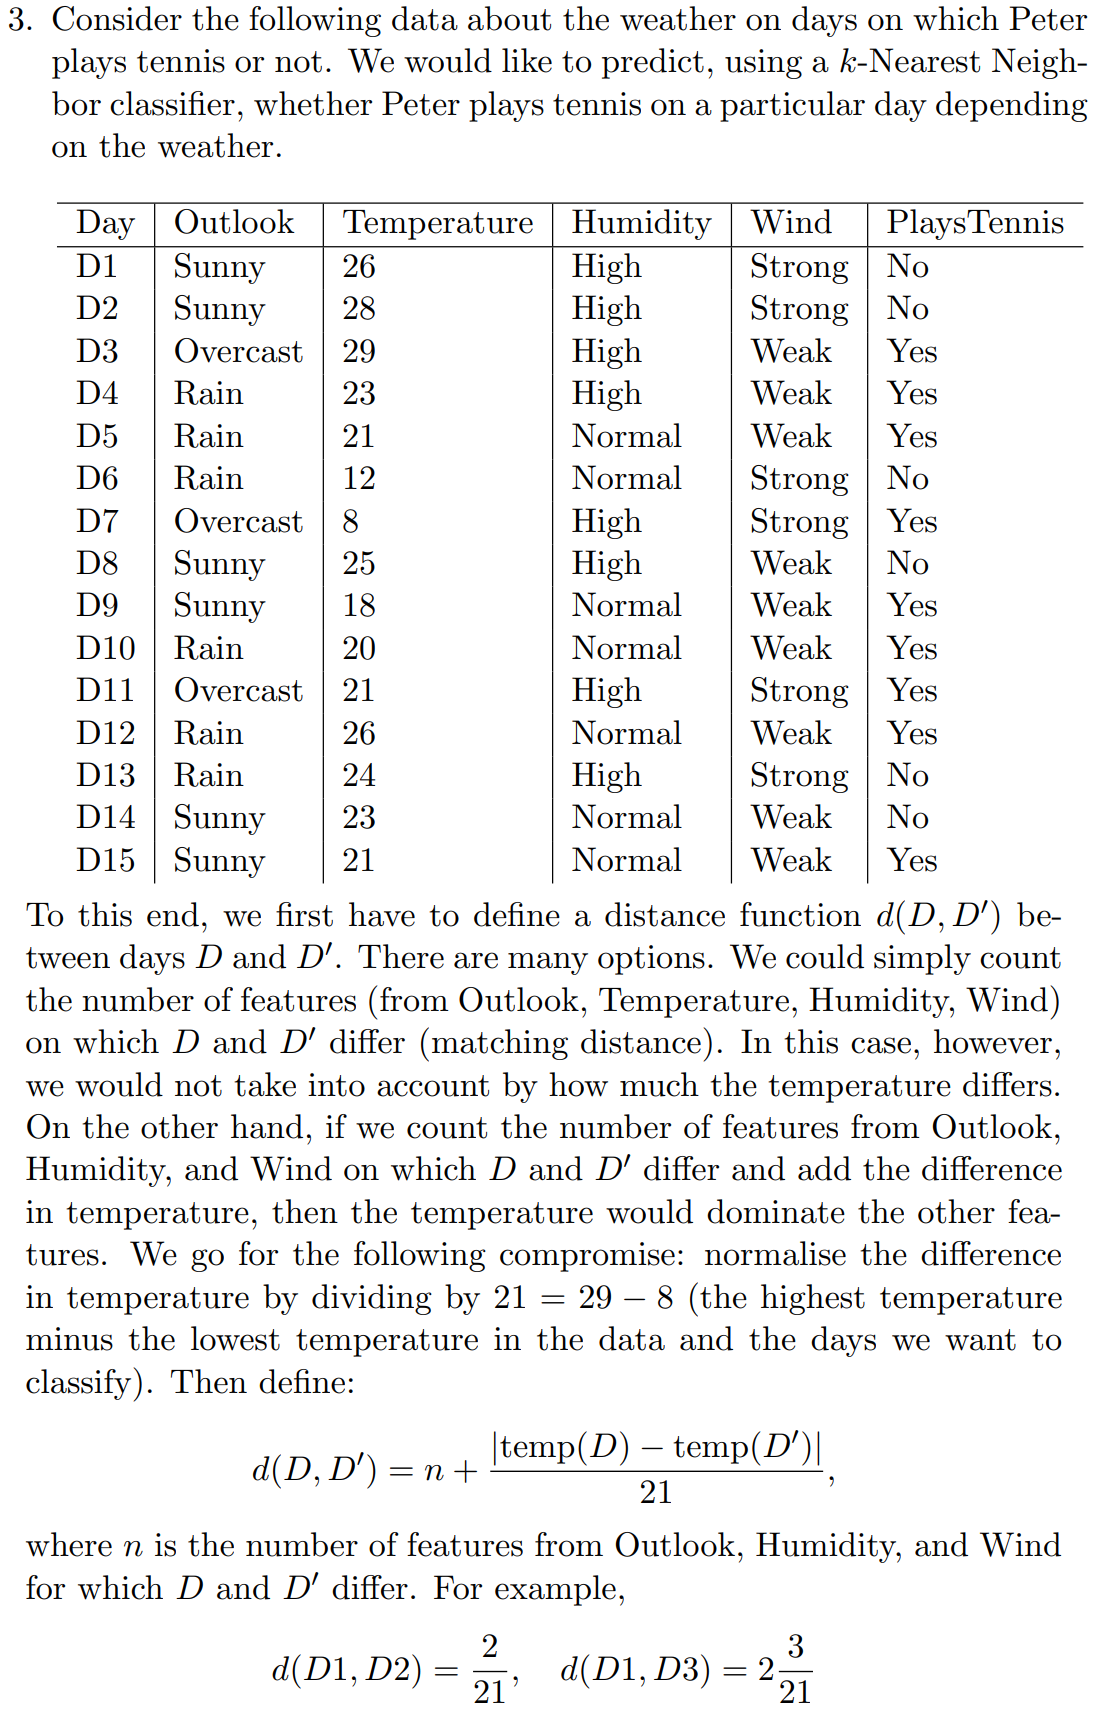 3. Consider the following data about the weather on days on which Peter
plays tennis or not. We would like to predict, using a k-Nearest Neigh-
bor classifier, whether Peter plays tennis on a particular day depending
on the weather.
Day Outlook Temperature Humidity Wind PlaysTennis
D1 Sunny 26 High Strong No
D2 Sunny 28 High Strong No
D3 Overcast 29 High Weak Yes
D4 Rain 23 High Weak Yes
D5 Rain 21 Normal Weak Yes
D6 Rain 12 Normal Strong No
D7 Overcast 8 High Strong Yes
D8 Sunny 25 High Weak No
D9 Sunny 18 Normal Weak Yes
D10 Rain 20 Normal Weak Yes
D11 Overcast 21 High Strong Yes
D12 Rain 26 Normal Weak Yes
D13 Rain 24 High Strong No
D14 Sunny 23 Normal Weak No
D15 Sunny 21 Normal Weak Yes
To this end, we first have to define a distance function d(D, D′) be-
tween days D and D′. There are many options. We could simply count
the number of features (from Outlook, Temperature, Humidity, Wind)
on which D and D′ differ (matching distance). In this case, however,
we would not take into account by how much the temperature differs.
On the other hand, if we count the number of features from Outlook,
Humidity, and Wind on which D and D′ differ and add the difference
in temperature, then the temperature would dominate the other fea-
tures. We go for the following compromise: normalise the difference
in temperature by dividing by 21 = 29 − 8 (the highest temperature
minus the lowest temperature in the data and the days we want to
classify). Then define:
d(D, D′) = n + |temp(D) − temp(D′)| / 21,
where n is the number of features from Outlook, Humidity, and Wind
for which D and D′ differ. For example,
d(D1, D2) = 2/21, d(D1, D3) = 2 3/21